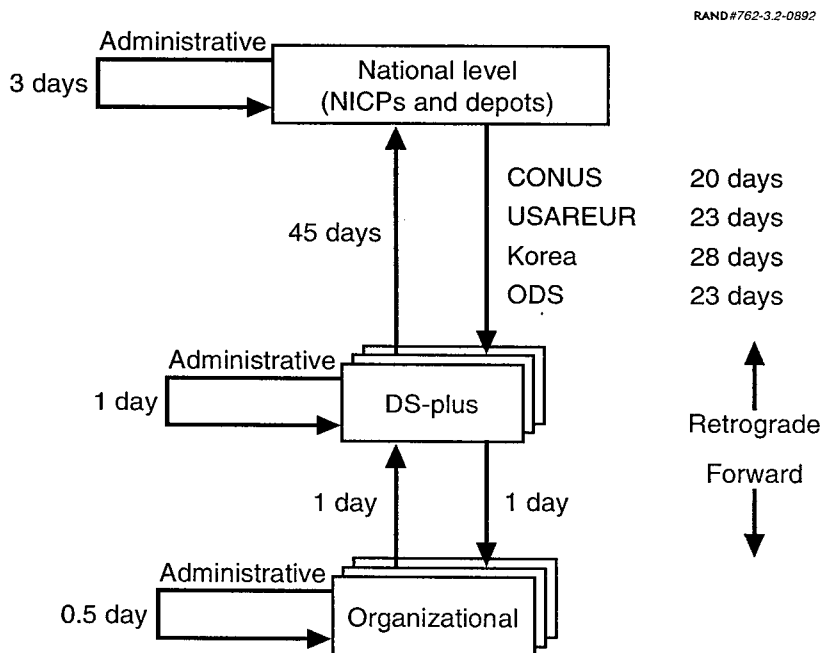 RAND#762-3.2-0892
Administrative
3 days
National level
(NICPs and depots)
45 days
CONUS 20 days
USAREUR 23 days
Korea 28 days
ODS 23 days
Administrative
1 day
DS-plus
Retrograde
Forward
1 day
1 day
Administrative
0.5 day
Organizational